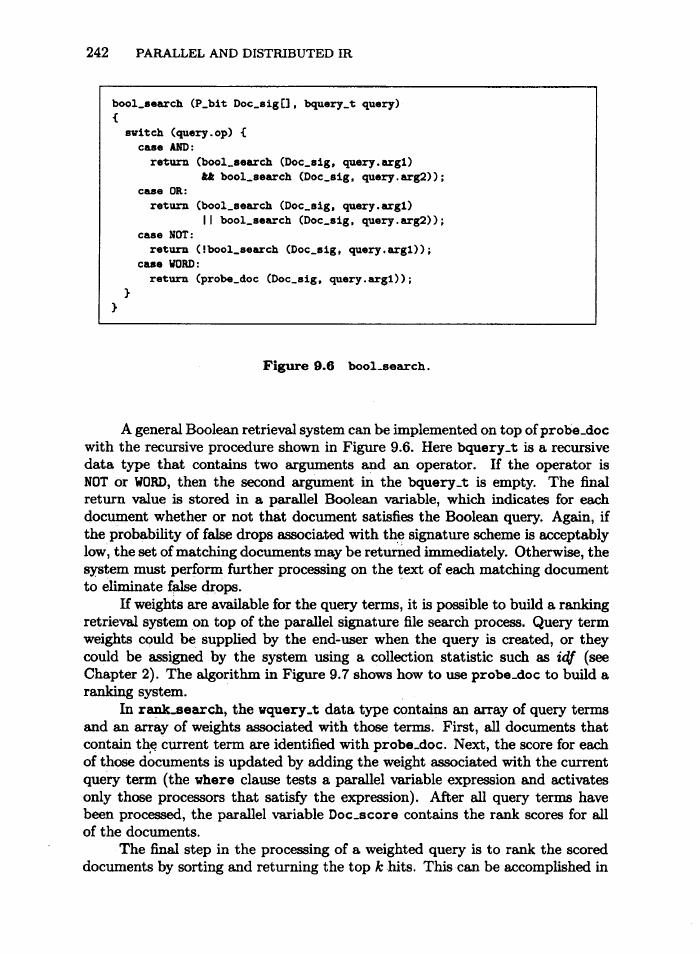 242 PARALLEL AND DISTRIBUTED IR
bool_search (P_bit Doc_sig[], bquery_t query)
{
switch (query.op) {
case AND:
return (bool_search (Doc_sig, query.arg1)
&& bool_search (Doc_sig, query.arg2));
case OR:
return (bool_search (Doc_sig, query.arg1)
|| bool_search (Doc_sig, query.arg2));
case NOT:
return (!bool_search (Doc_sig, query.arg1));
case WORD:
return (probe_doc (Doc_sig, query.arg1));
}
}
Figure 9.6 bool_search.
A general Boolean retrieval system can be implemented on top of probe_doc
with the recursive procedure shown in Figure 9.6. Here bquery_t is a recursive
data type that contains two arguments and an operator. If the operator is
NOT or WORD, then the second argument in the bquery_t is empty. The final
return value is stored in a parallel Boolean variable, which indicates for each
document whether or not that document satisfies the Boolean query. Again, if
the probability of false drops associated with the signature scheme is acceptably
low, the set of matching documents may be returned immediately. Otherwise, the
system must perform further processing on the text of each matching document
to eliminate false drops.
If weights are available for the query terms, it is possible to build a ranking
retrieval system on top of the parallel signature file search process. Query term
weights could be supplied by the end-user when the query is created, or they
could be assigned by the system using a collection statistic such as idf (see
Chapter 2). The algorithm in Figure 9.7 shows how to use probe_doc to build a
ranking system.
In rank_search, the wquery_t data type contains an array of query terms
and an array of weights associated with those terms. First, all documents that
contain the current term are identified with probe_doc. Next, the score for each
of those documents is updated by adding the weight associated with the current
query term (the where clause tests a parallel variable expression and activates
only those processors that satisfy the expression). After all query terms have
been processed, the parallel variable Doc_score contains the rank scores for all
of the documents.
The final step in the processing of a weighted query is to rank the scored
documents by sorting and returning the top k hits. This can be accomplished in